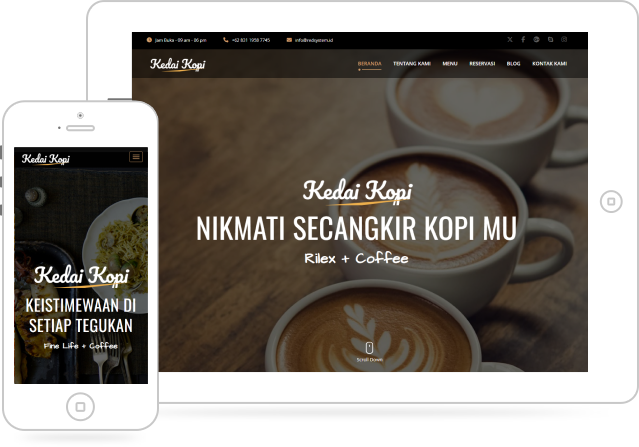 Jam Buka - 09 am - 06 pm +62 831 1958 7745 info@redsystem.id
Kedai Kopi BERANDA TENTANG KAMI MENU RESERVASI BLOG KONTAK KAMI
Kedai Kopi
NIKMATI SECANGKIR KOPI MU
Rilex + Coffee
Scroll Down
Kedai Kopi
Kedai Kopi
KEISTIMEWAAN DI
SETIAP TEGUKAN
Fine Life + Coffee